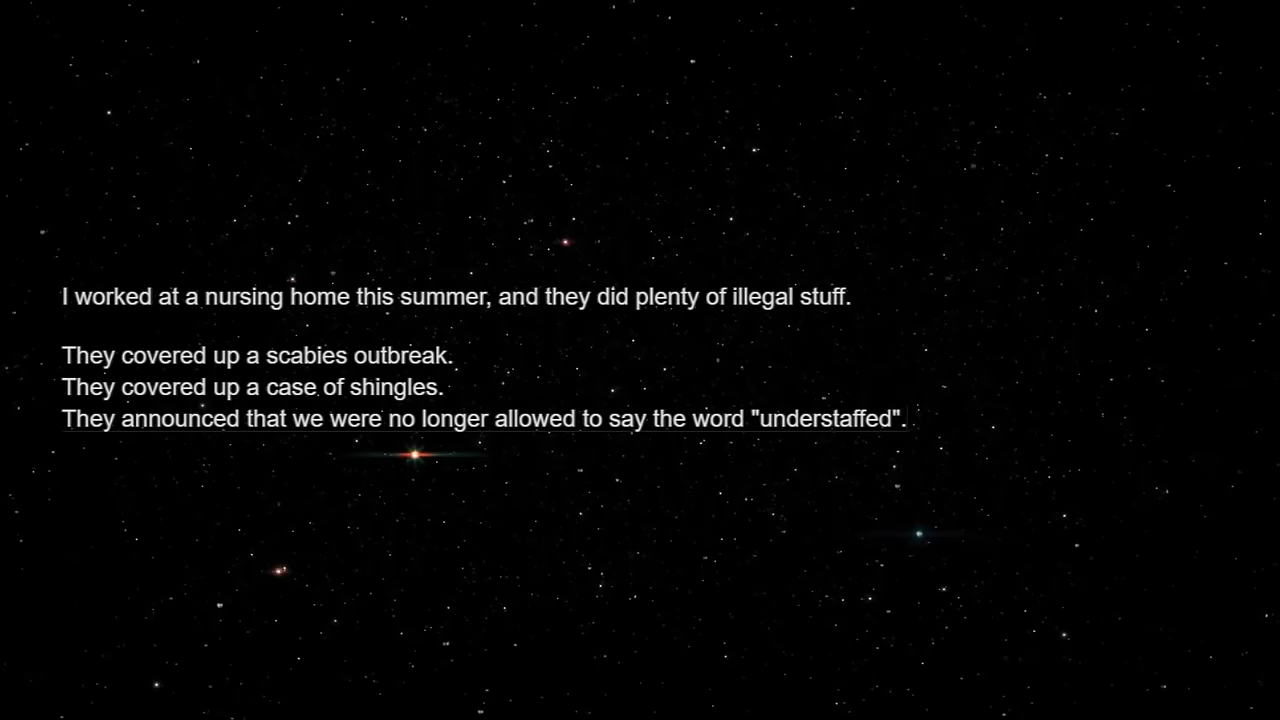 I worked at a nursing home this summer, and they did plenty of illegal stuff.
They covered up a scabies outbreak.
They covered up a case of shingles.
They announced that we were no longer allowed to say the word "understaffed".